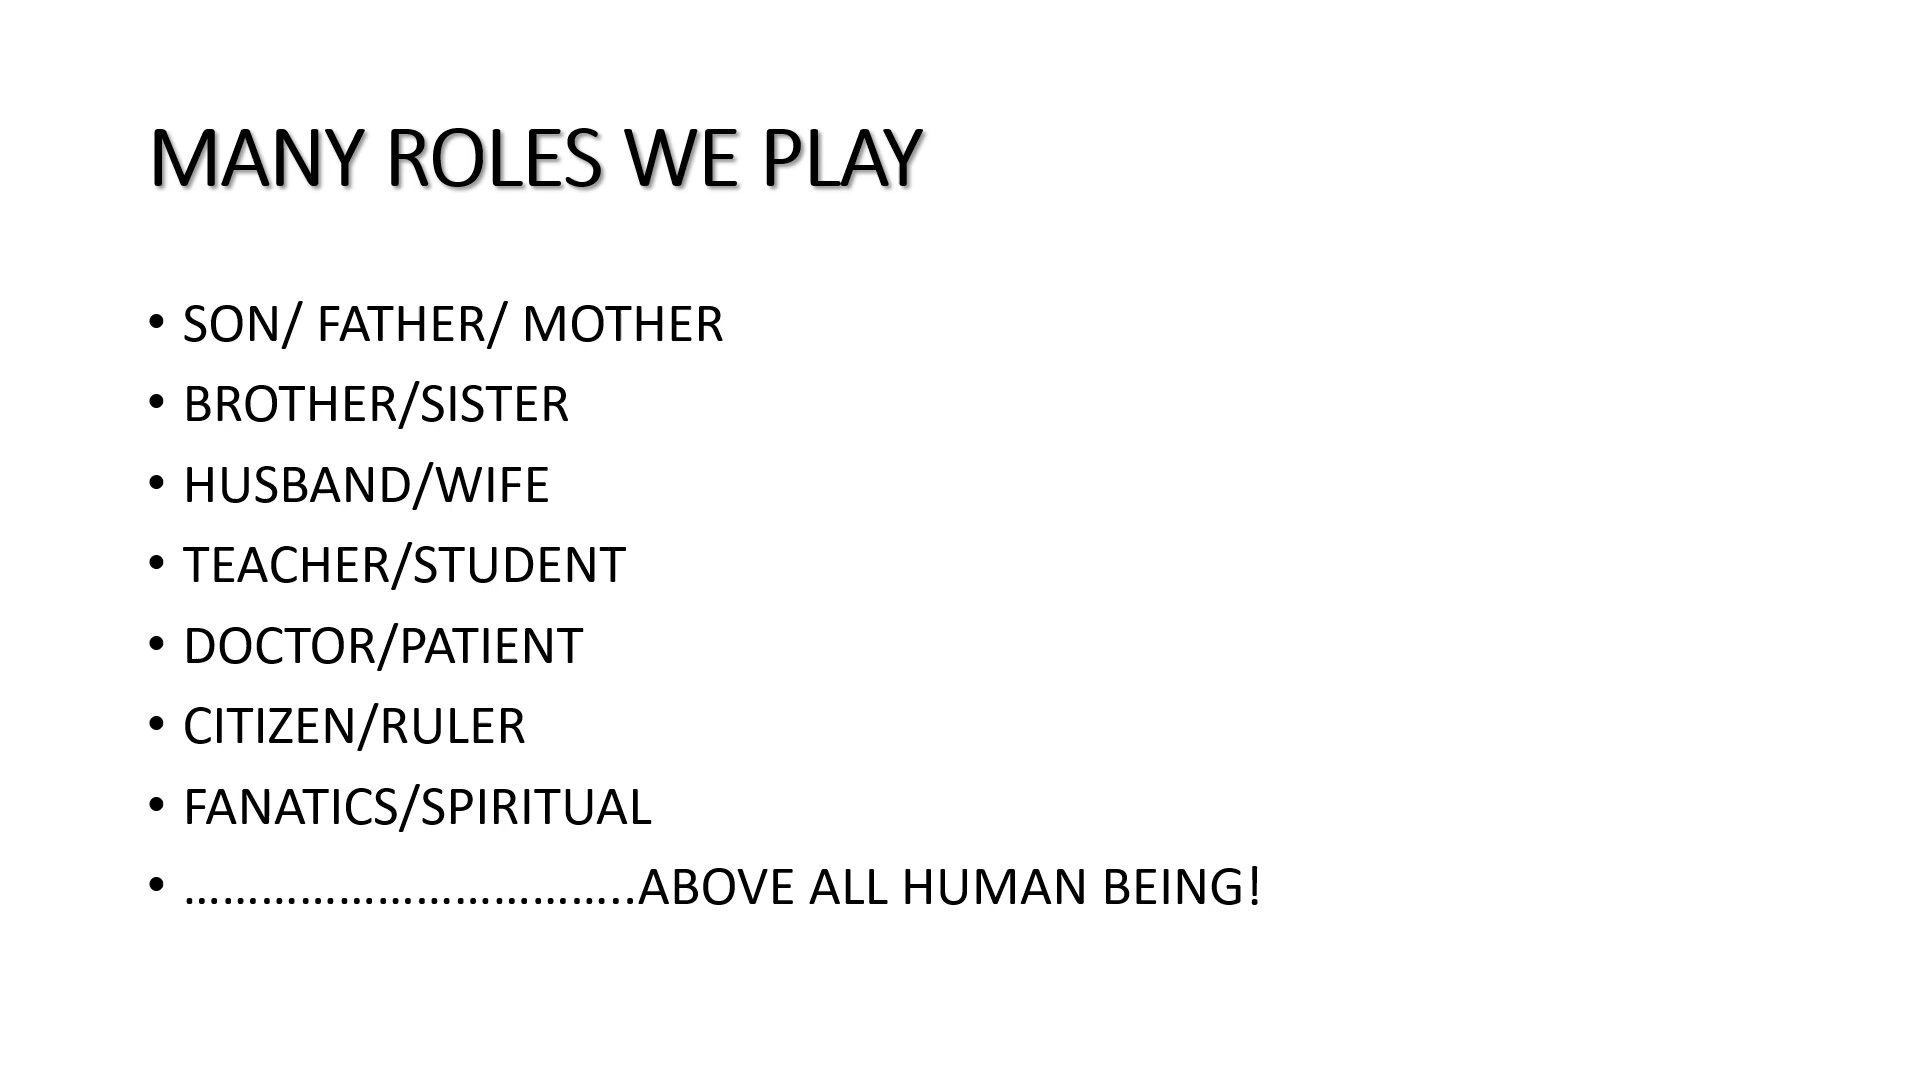 MANY ROLES WE PLAY
• SON/ FATHER/ MOTHER
• BROTHER/SISTER
• HUSBAND/WIFE
• TEACHER/STUDENT
• DOCTOR/PATIENT
• CITIZEN/RULER
• FANATICS/SPIRITUAL
• ……………………………..ABOVE ALL HUMAN BEING!